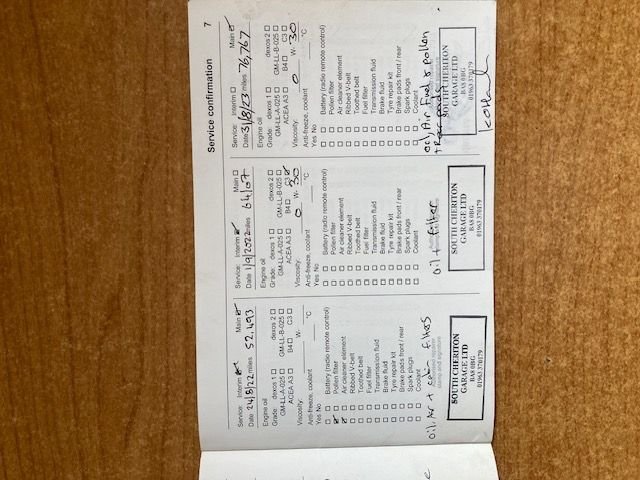 Service confirmation 7
Service Interim Main
Date 24/8/22 miles 52,493
Engine oil
Grade: dexos 1 dexos 2
GM-LL-A-025 GM-LL-B-025
ACEA A3 B4 C3
Viscosity: W-
Anti-freeze, coolant °C
Yes No
Battery (radio remote control)
Pollen filter
Air cleaner element
Ribbed V-belt
Toothed belt
Fuel filter
Transmission fluid
Brake fluid
Tyre repair kit
Brake pads front / rear
Spark plugs
Coolant
oil, Air + filters
stamp and signature
SOUTH CHERITON
GARAGE LTD
BA8 0BG
01963 370179
Service Interim Main
Date 1/9/2022 miles 64,107
Engine oil
Grade: dexos 1 dexos 2
GM-LL-A-025 GM-LL-B-025
ACEA A3 B4 C3
Viscosity: 0 W- 30
Anti-freeze, coolant °C
Yes No
Battery (radio remote control)
Pollen filter
Air cleaner element
Ribbed V-belt
Toothed belt
Fuel filter
Transmission fluid
Brake fluid
Tyre repair kit
Brake pads front / rear
Spark plugs
Coolant
oil + filter
SOUTH CHERITON
GARAGE LTD
BA8 0BG
01963 370179
Service Interim Main
Date 31/8/23 miles 76,767
Engine oil
Grade: dexos 1 dexos 2
GM-LL-A-025 GM-LL-B-025
ACEA A3 B4 C3
Viscosity: 0 W- 30
Anti-freeze, coolant °C
Yes No
Battery (radio remote control)
Pollen filter
Air cleaner element
Ribbed V-belt
Toothed belt
Fuel filter
Transmission fluid
Brake fluid
Tyre repair kit
Brake pads front / rear
Spark plugs
Coolant
oil, Air Fuel & pollen
SOUTH CHERITON
GARAGE LTD
BA8 0BG
01963 370179